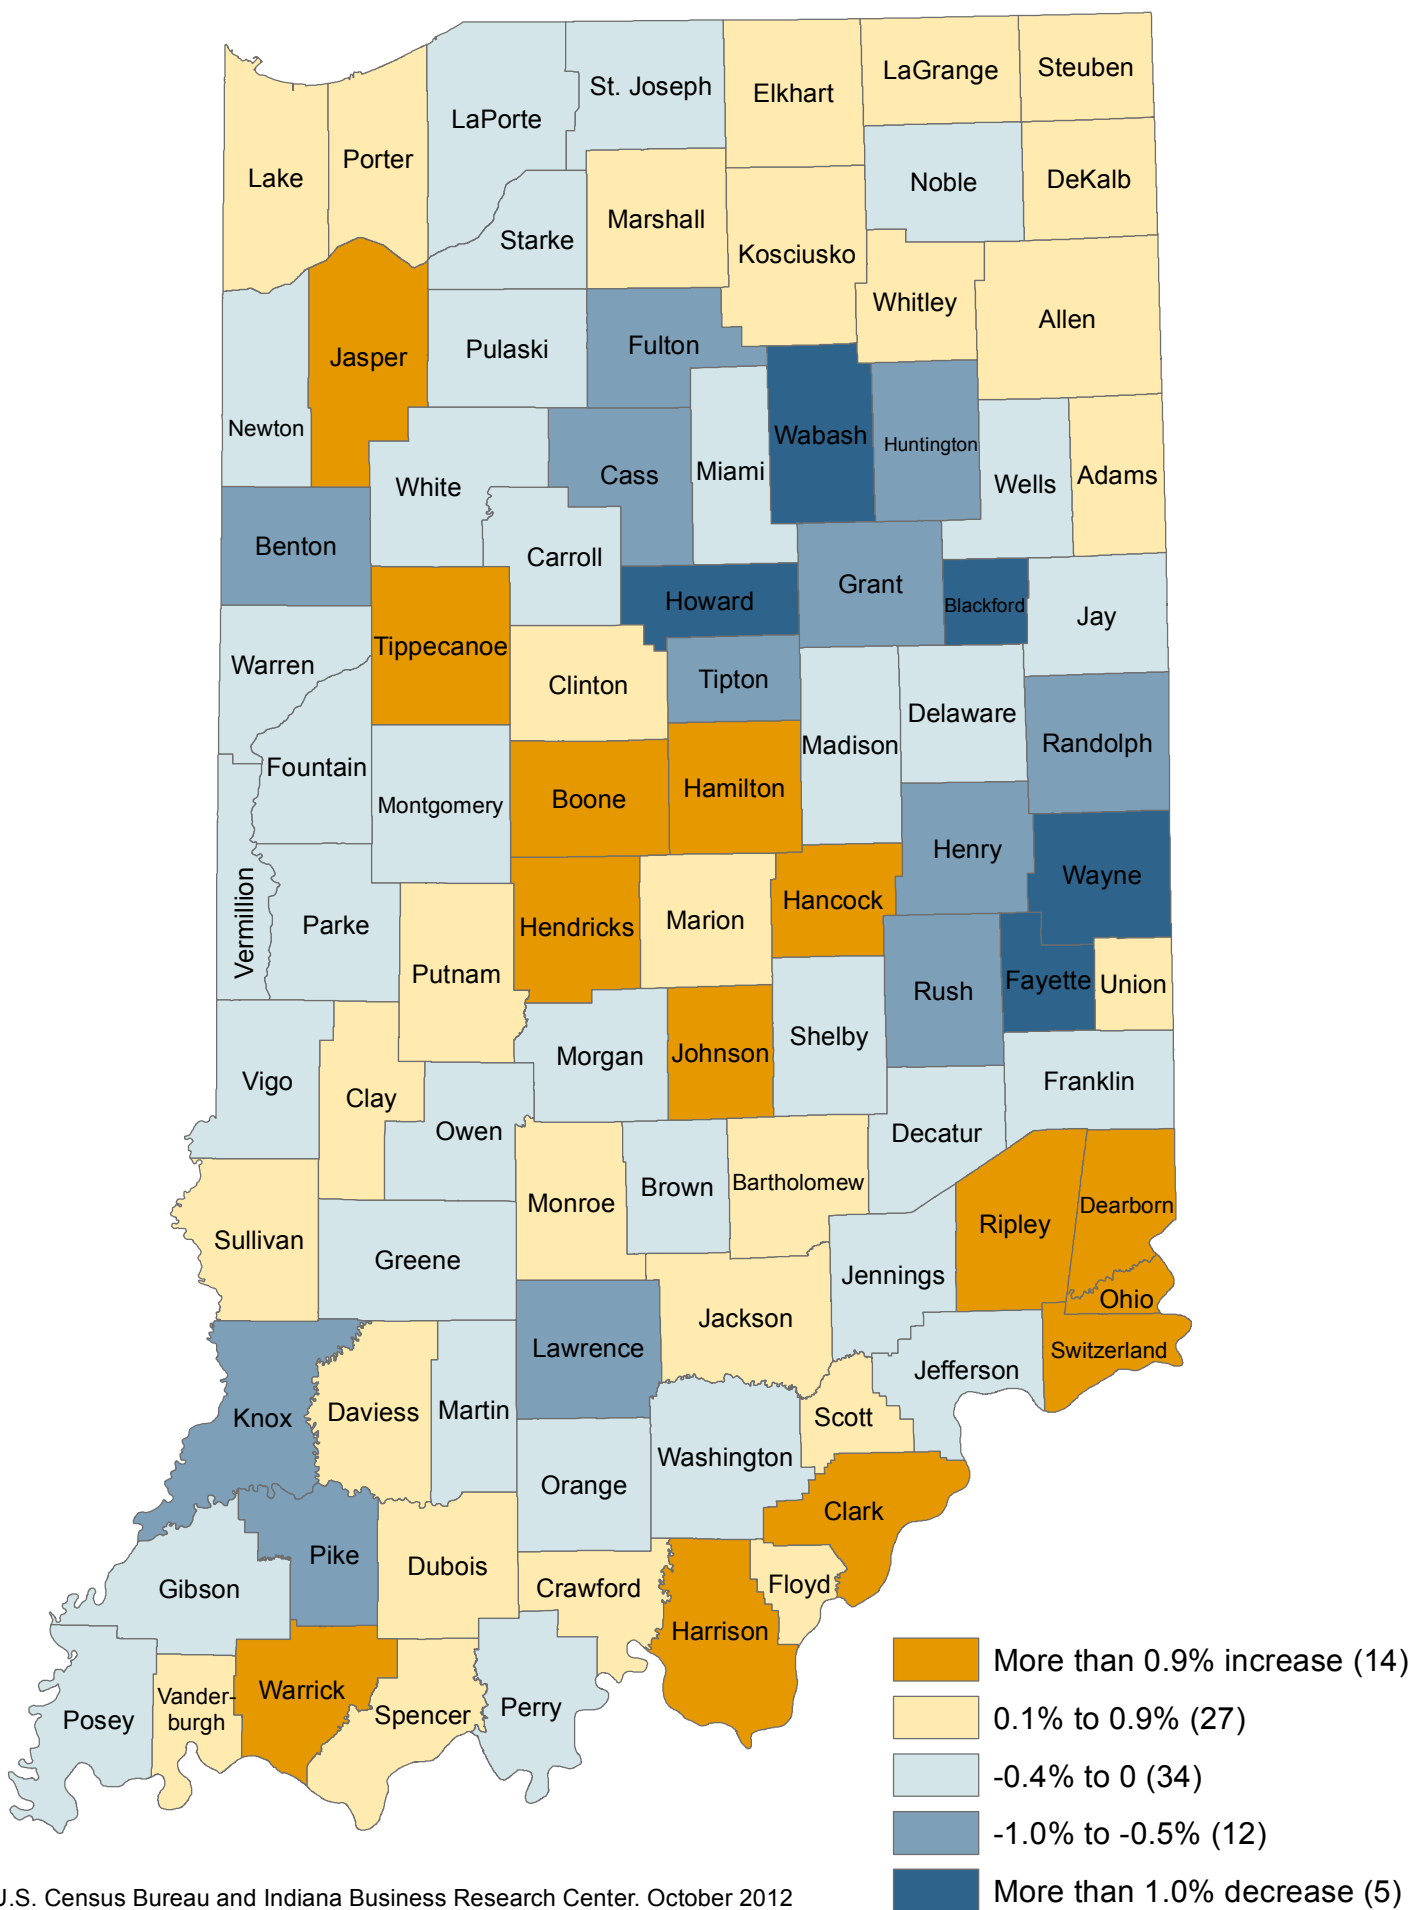 St. Joseph
LaGrange
Steuben
Elkhart
LaPorte
Porter
Lake
Noble
DeKalb
Marshall
Starke
Kosciusko
Whitley
Allen
Fulton
Pulaski
Jasper
Newton
Wabash
Huntington
Miami
Cass
White
Wells
Adams
Benton
Carroll
Grant
Howard
Blackford
Jay
Tippecanoe
Warren
Clinton
Tipton
Delaware
Madison
Randolph
Fountain
Montgomery
Boone
Hamilton
Henry
Wayne
Hancock
Marion
Hendricks
Vermillion
Parke
Putnam
Fayette
Union
Rush
Shelby
Johnson
Morgan
Vigo
Clay
Franklin
Owen
Decatur
Brown
Bartholomew
Monroe
Dearborn
Ripley
Sullivan
Greene
Jennings
Ohio
Jackson
Lawrence
Switzerland
Jefferson
Martin
Daviess
Knox
Scott
Washington
Orange
Clark
Pike
Dubois
Floyd
Crawford
Gibson
Harrison
Warrick
Vander-
burgh
Posey
Spencer
Perry
More than 0.9% increase (14)
0.1% to 0.9% (27)
-0.4% to 0 (34)
-1.0% to -0.5% (12)
More than 1.0% decrease (5)
U.S. Census Bureau and Indiana Business Research Center. October 2012